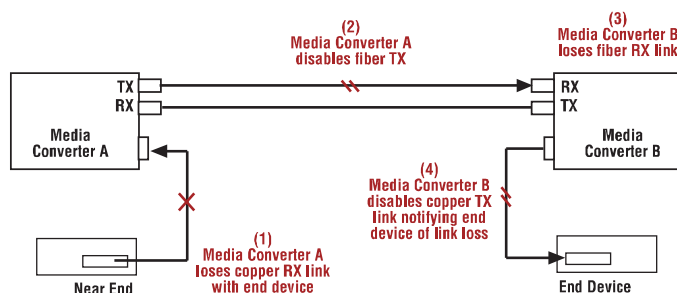 (2)
Media Converter A
disables fiber TX
(3)
Media Converter B
loses fiber RX link
TX
RX
RX
TX
Media
Converter A
Media
Converter B
(4)
Media Converter B
disables copper TX
link notifying end
device of link loss
(1)
Media Converter A
loses copper RX link
with end device
Near End
End Device